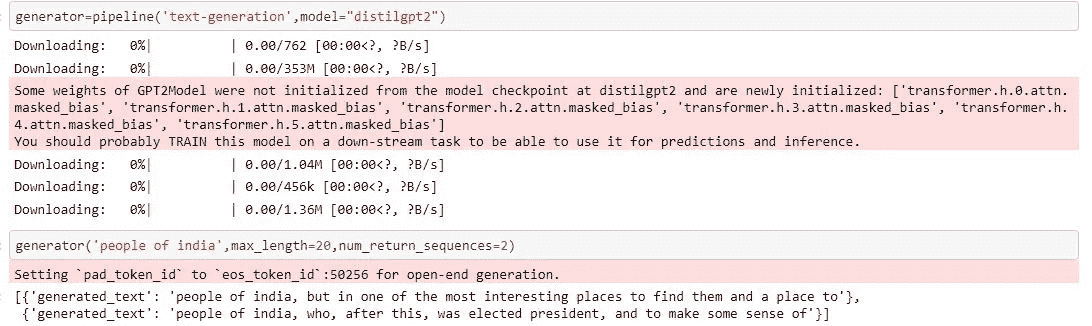 generator=pipeline('text-generation',model="distilgpt2")
Downloading:   0%|          | 0.00/762 [00:00<?, ?B/s]
Downloading:   0%|          | 0.00/353M [00:00<?, ?B/s]
Some weights of GPT2Model were not initialized from the model checkpoint at distilgpt2 and are newly initialized: ['transformer.h.0.attn.
masked_bias', 'transformer.h.1.attn.masked_bias', 'transformer.h.2.attn.masked_bias', 'transformer.h.3.attn.masked_bias', 'transformer.h.
4.attn.masked_bias', 'transformer.h.5.attn.masked_bias']
You should probably TRAIN this model on a down-stream task to be able to use it for predictions and inference.
Downloading:   0%|          | 0.00/1.04M [00:00<?, ?B/s]
Downloading:   0%|          | 0.00/456k [00:00<?, ?B/s]
Downloading:   0%|          | 0.00/1.36M [00:00<?, ?B/s]
generator('people of india',max_length=20,num_return_sequences=2)
Setting `pad_token_id` to `eos_token_id`:50256 for open-end generation.
[{'generated_text': 'people of india, but in one of the most interesting places to find them and a place to'},
{'generated_text': 'people of india, who, after this, was elected president, and to make some sense of'}]